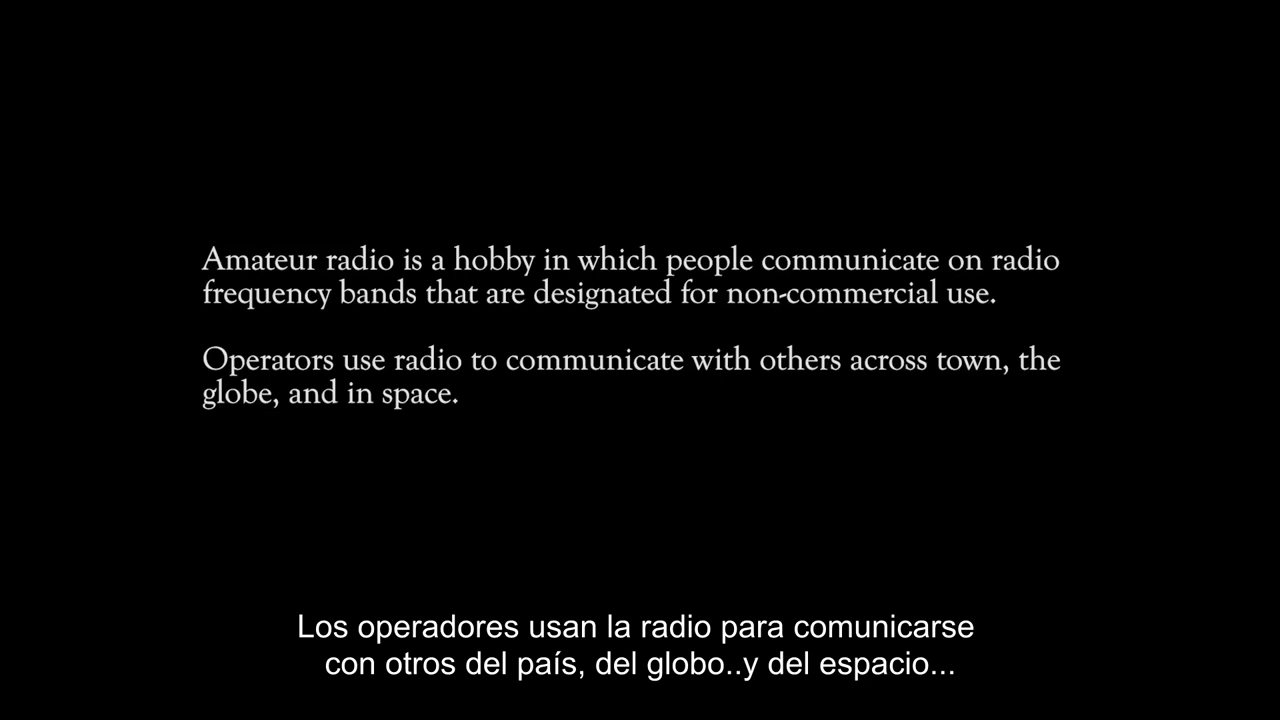 Amateur radio is a hobby in which people communicate on radio
frequency bands that are designated for non-commercial use.
Operators use radio to communicate with others across town, the
globe, and in space.
Los operadores usan la radio para comunicarse
con otros del país, del globo..y del espacio...